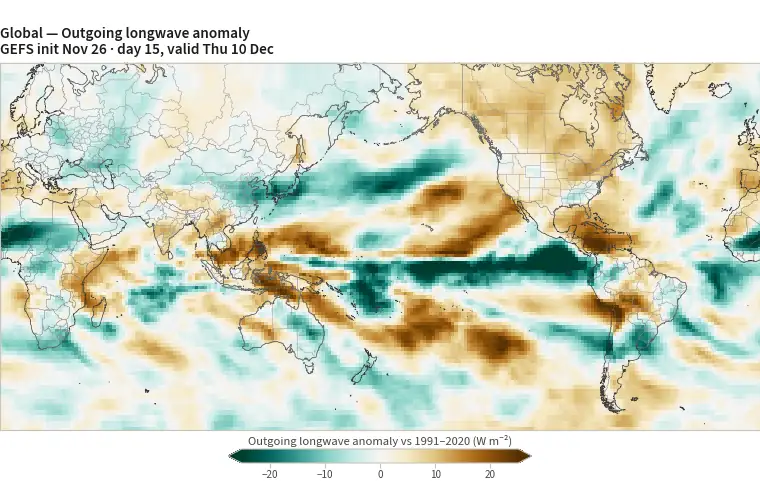 Global — Outgoing longwave anomaly
GEFS init Nov 26 · day 15, valid Thu 10 Dec
Outgoing longwave anomaly vs 1991–2020 (W m⁻²)
−20 −10 0 10 20